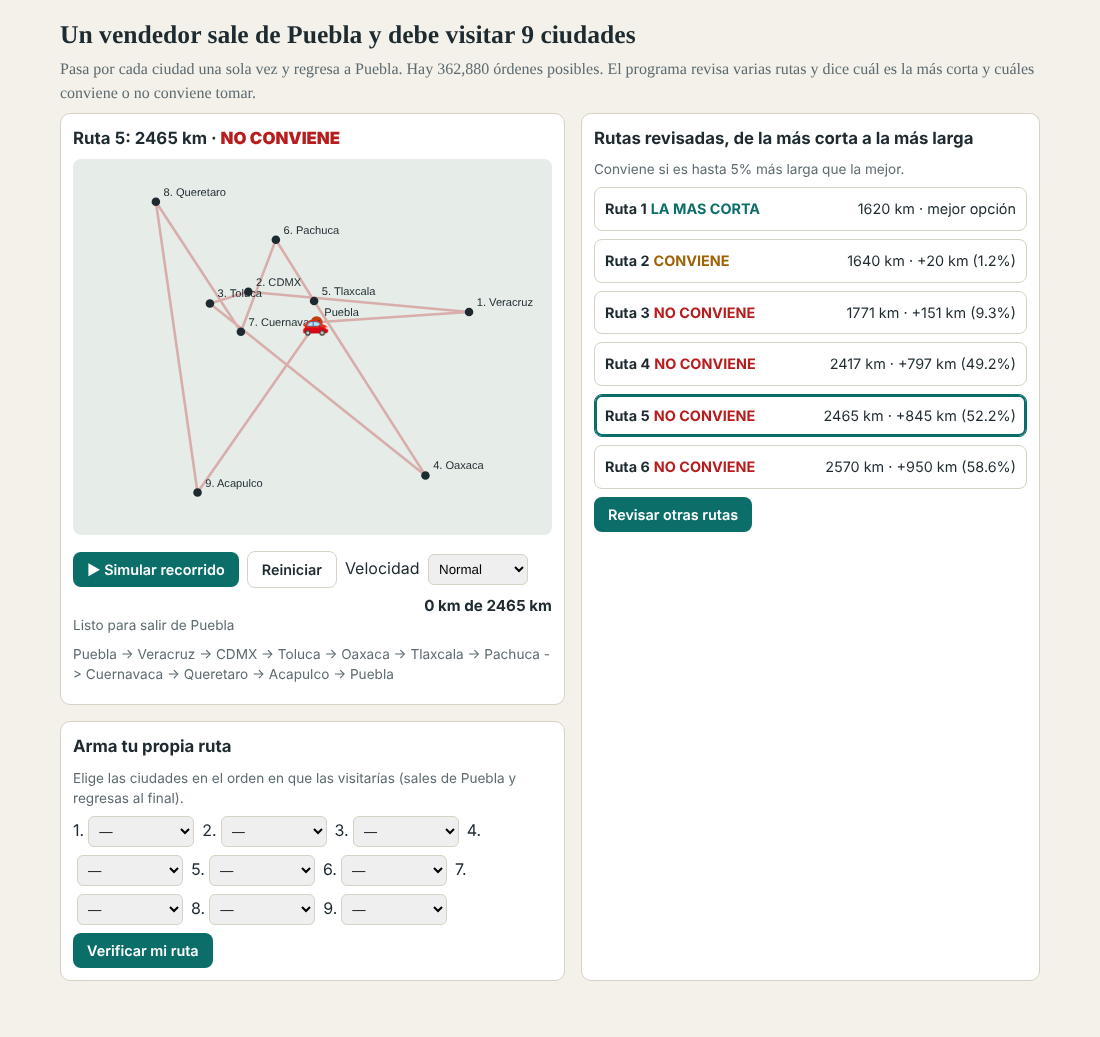 Un vendedor sale de Puebla y debe visitar 9 ciudades
Pasa por cada ciudad una sola vez y regresa a Puebla. Hay 362,880 órdenes posibles. El programa revisa varias rutas y dice cuál es la más corta y cuáles
conviene o no conviene tomar.
Ruta 5: 2465 km · NO CONVIENE
8. Queretaro
6. Pachuca
2. CDMX
3. Toluca
5. Tlaxcala
1. Veracruz
Puebla
7. Cuernava
4. Oaxaca
9. Acapulco
▶ Simular recorrido
Reiniciar
Velocidad
Normal
0 km de 2465 km
Listo para salir de Puebla
Puebla -> Veracruz -> CDMX -> Toluca -> Oaxaca -> Tlaxcala -> Pachuca -
> Cuernavaca -> Queretaro -> Acapulco -> Puebla
Arma tu propia ruta
Elige las ciudades en el orden en que las visitarías (sales de Puebla y
regresas al final).
1. — 2. — 3. — 4.
— 5. — 6. — 7.
— 8. — 9. —
Verificar mi ruta
Rutas revisadas, de la más corta a la más larga
Conviene si es hasta 5% más larga que la mejor.
Ruta 1 LA MAS CORTA 1620 km · mejor opción
Ruta 2 CONVIENE 1640 km · +20 km (1.2%)
Ruta 3 NO CONVIENE 1771 km · +151 km (9.3%)
Ruta 4 NO CONVIENE 2417 km · +797 km (49.2%)
Ruta 5 NO CONVIENE 2465 km · +845 km (52.2%)
Ruta 6 NO CONVIENE 2570 km · +950 km (58.6%)
Revisar otras rutas